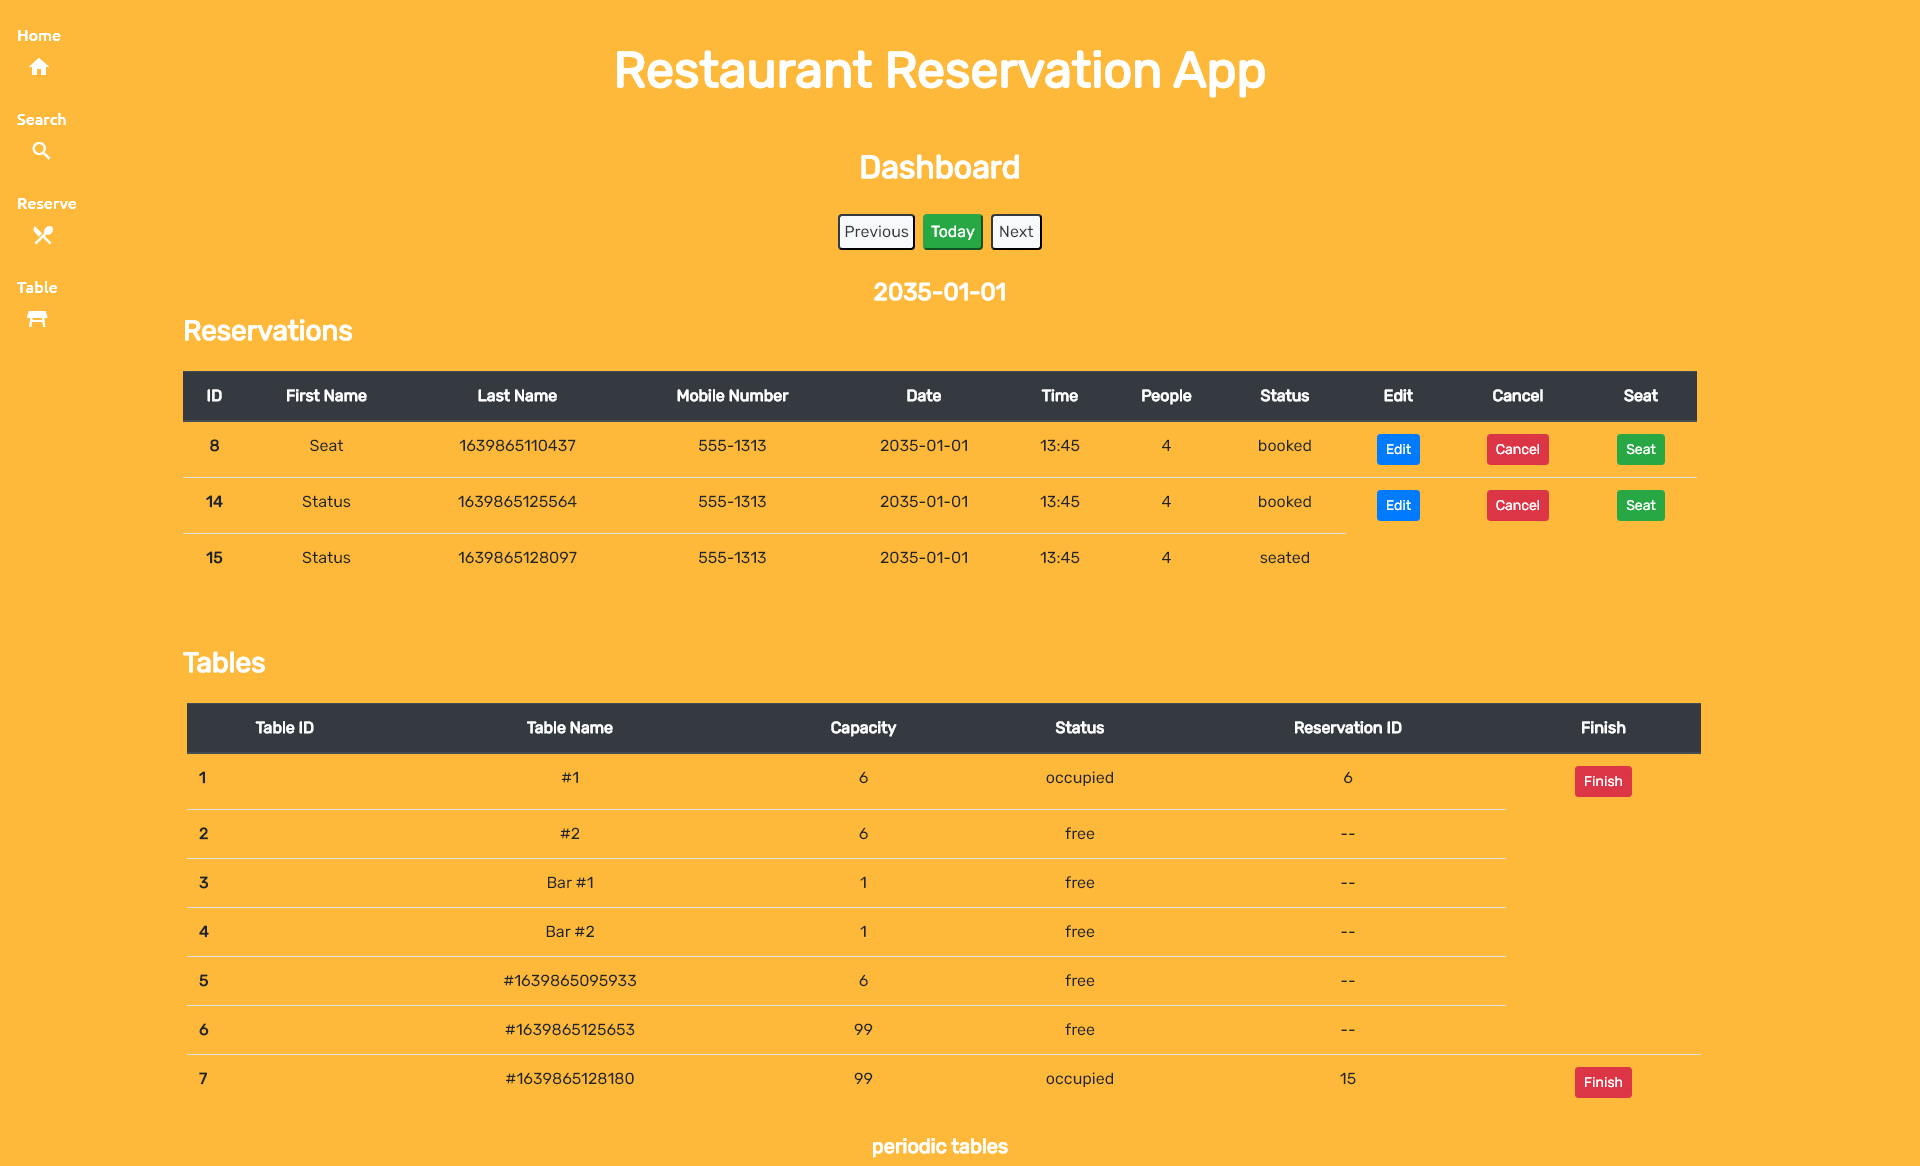 Home
Search
Reserve
Table
Restaurant Reservation App
Dashboard
Previous Today Next
2035-01-01
Reservations
ID First Name Last Name Mobile Number Date Time People Status Edit Cancel Seat
8 Seat 1639865110437 555-1313 2035-01-01 13:45 4 booked Edit Cancel Seat
14 Status 1639865125564 555-1313 2035-01-01 13:45 4 booked Edit Cancel Seat
15 Status 1639865128097 555-1313 2035-01-01 13:45 4 seated
Tables
Table ID Table Name Capacity Status Reservation ID Finish
1 #1 6 occupied 6 Finish
2 #2 6 free --
3 Bar #1 1 free --
4 Bar #2 1 free --
5 #1639865095933 6 free --
6 #1639865125653 99 free --
7 #1639865128180 99 occupied 15 Finish
periodic tables